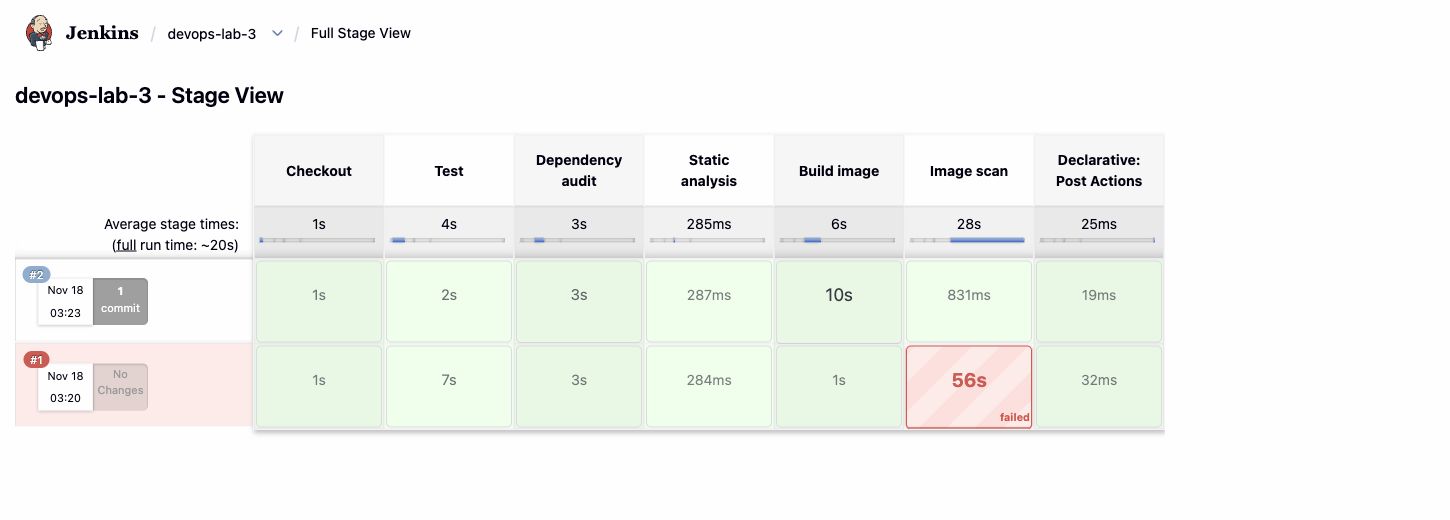 Jenkins / devops-lab-3 / Full Stage View
devops-lab-3 - Stage View
Checkout
Test
Dependency
audit
Static
analysis
Build image
Image scan
Declarative:
Post Actions
Average stage times:
(full run time: ~20s)
1s
4s
3s
285ms
6s
28s
25ms
#2
Nov 18
03:23
1
commit
1s
2s
3s
287ms
10s
831ms
19ms
#1
Nov 18
03:20
No
Changes
1s
7s
3s
284ms
1s
56s
failed
32ms